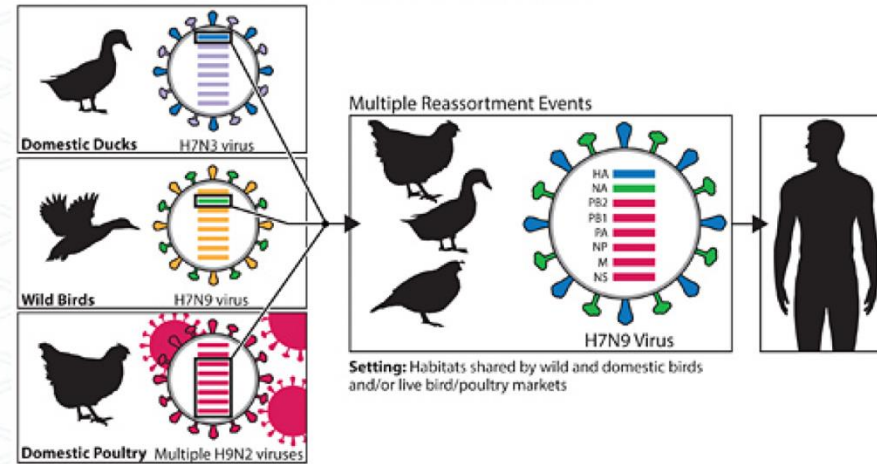 Domestic Ducks
H7N3 virus
Wild Birds
H7N9 virus
Domestic Poultry
Multiple H9N2 viruses
Multiple Reassortment Events
HA
NA
PB2
PB1
PA
NP
M
NS
H7N9 Virus
Setting: Habitats shared by wild and domestic birds
and/or live bird/poultry markets